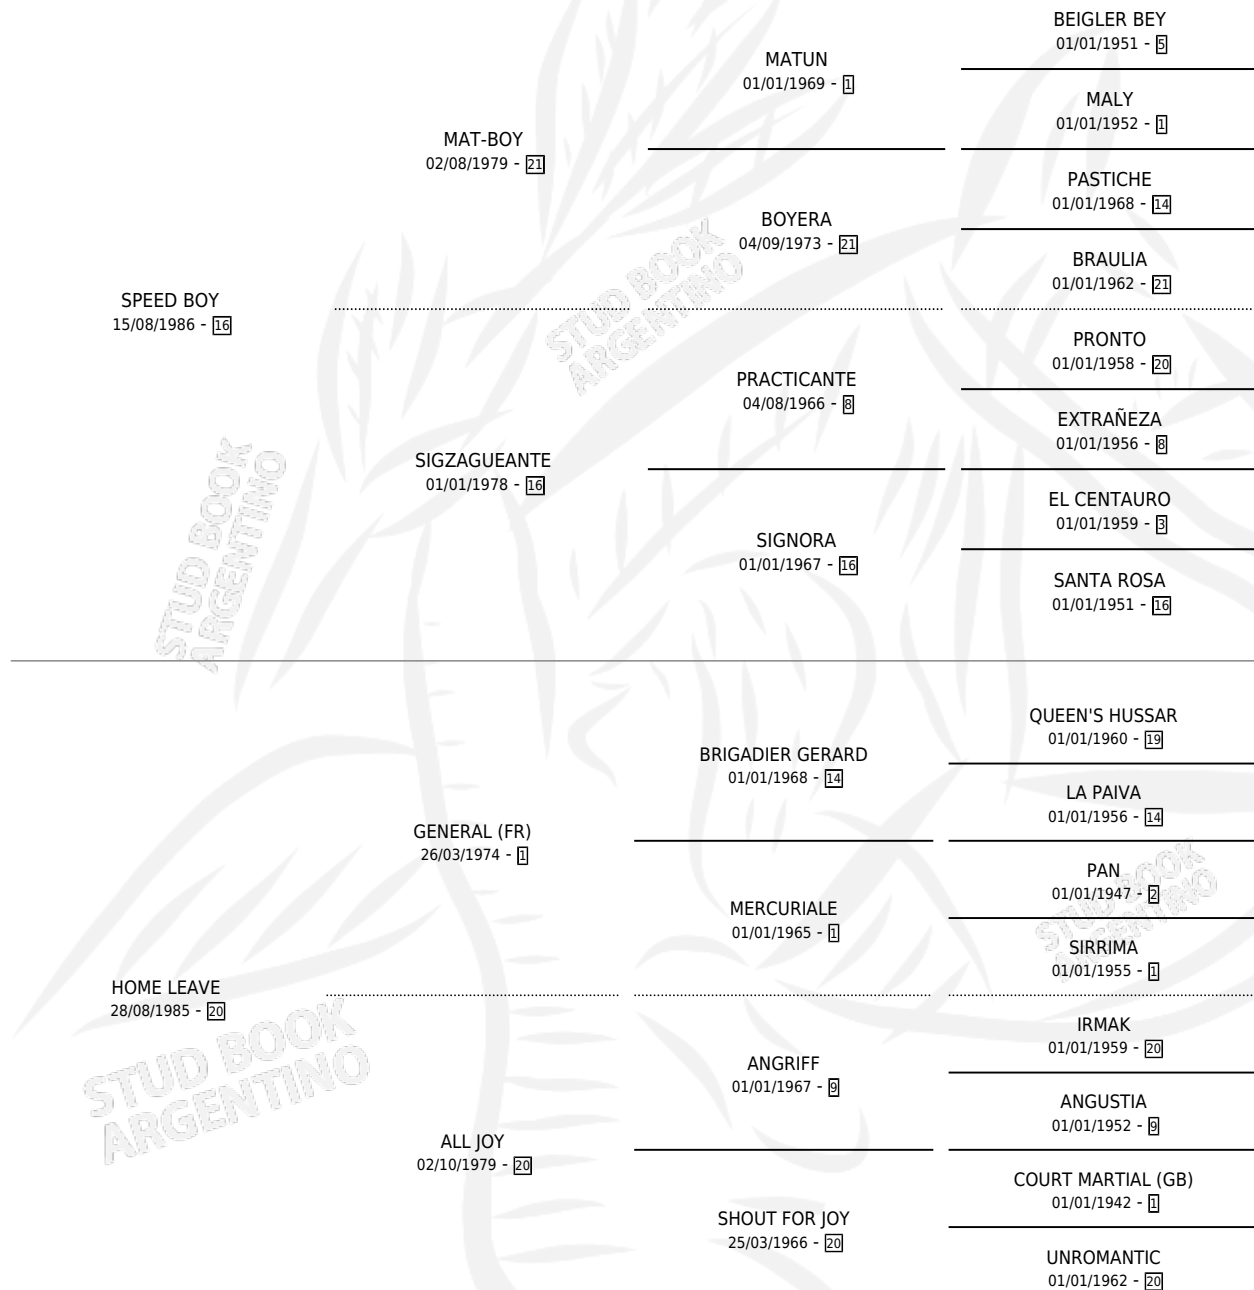 BEIGLER BEY
01/01/1951 - 5
MATUN
01/01/1969 - 1
MALY
01/01/1952 - 1
MAT-BOY
02/08/1979 - 21
PASTICHE
01/01/1968 - 14
BOYERA
04/09/1973 - 21
BRAULIA
01/01/1962 - 21
SPEED BOY
15/08/1986 - 16
STUD BOOK
ARGENTINO
PRONTO
01/01/1958 - 20
PRACTICANTE
04/08/1966 - 8
EXTRAÑEZA
01/01/1956 - 8
SIGZAGUEANTE
01/01/1978 - 16
EL CENTAURO
01/01/1959 - 3
SIGNORA
01/01/1967 - 16
SANTA ROSA
01/01/1951 - 16
STUD BOOK
ARGENTINO
QUEEN'S HUSSAR
01/01/1960 - 19
BRIGADIER GERARD
01/01/1968 - 14
LA PAIVA
01/01/1956 - 14
GENERAL (FR)
26/03/1974 - 1
PAN
01/01/1947 - 2
MERCURIALE
01/01/1965 - 1
SIRRIMA
01/01/1955 - 1
STUD BOOK
ARGENTINO
HOME LEAVE
28/08/1985 - 20
IRMAK
01/01/1959 - 20
ANGRIFF
01/01/1967 - 9
ANGUSTIA
01/01/1952 - 9
STUD BOOK
ARGENTINO
ALL JOY
02/10/1979 - 20
COURT MARTIAL (GB)
01/01/1942 - 1
SHOUT FOR JOY
25/03/1966 - 20
UNROMANTIC
01/01/1962 - 20